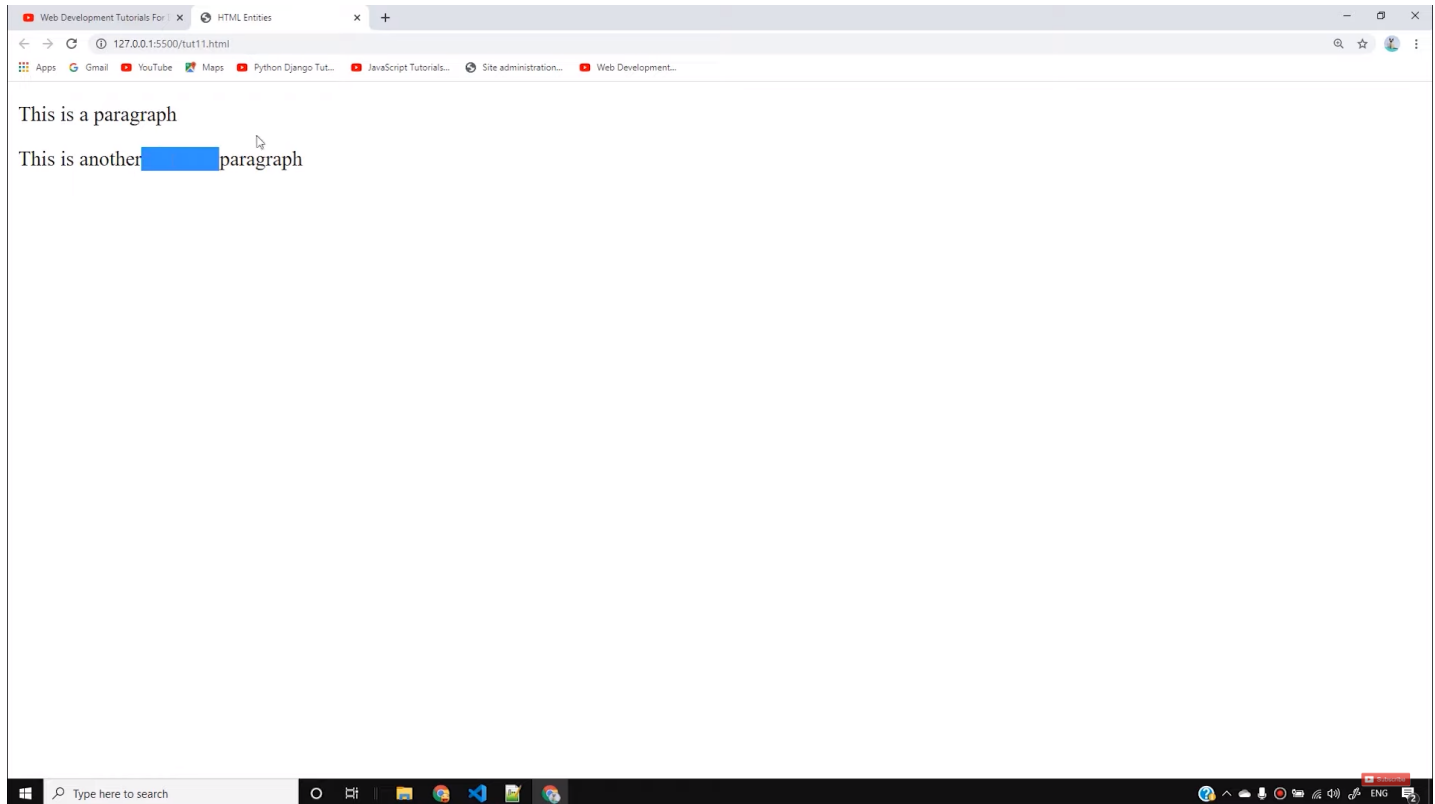 Web Development Tutorials For
HTML Entities
127.0.0.1:5500/tut11.html
Apps Gmail YouTube Maps Python Django Tut... JavaScript Tutorials... Site administration... Web Development...
This is a paragraph
This is another paragraph
Subscribe
Type here to search
ENG
2